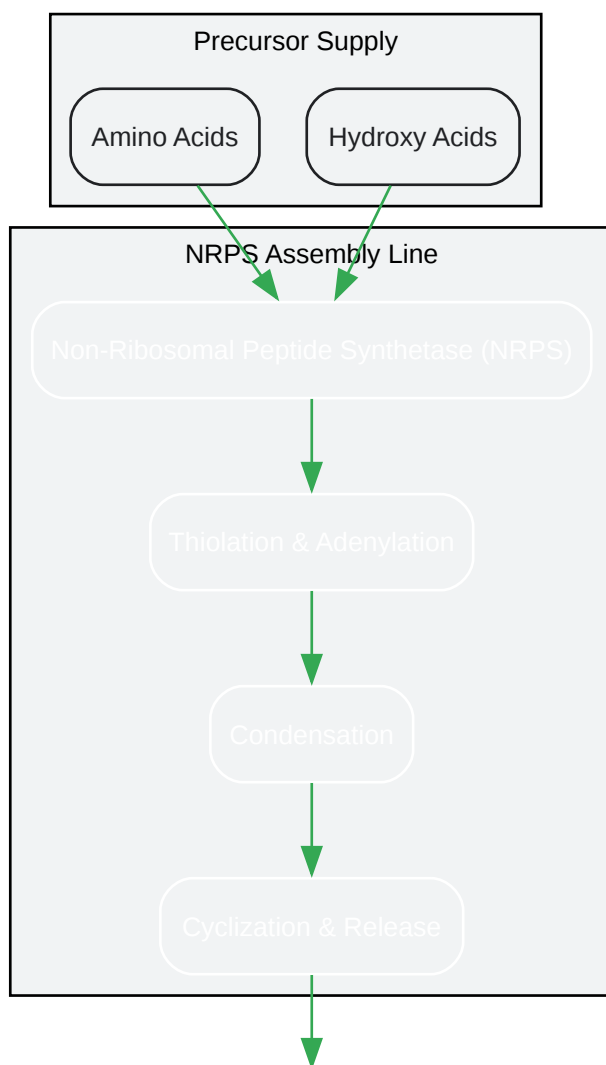 Precursor Supply
Amino Acids
Hydroxy Acids
NRPS Assembly Line
Non-Ribosomal Peptide Synthetase (NRPS)
Thiolation & Adenylation
Condensation
Cyclization & Release